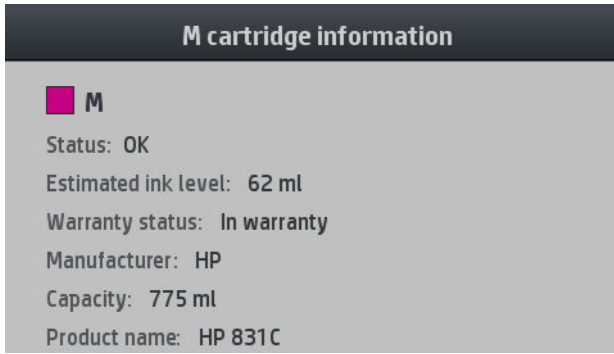 M cartridge information
M
Status: OK
Estimated ink level: 62 ml
Warranty status: In warranty
Manufacturer: HP
Capacity: 775 ml
Product name: HP 831C